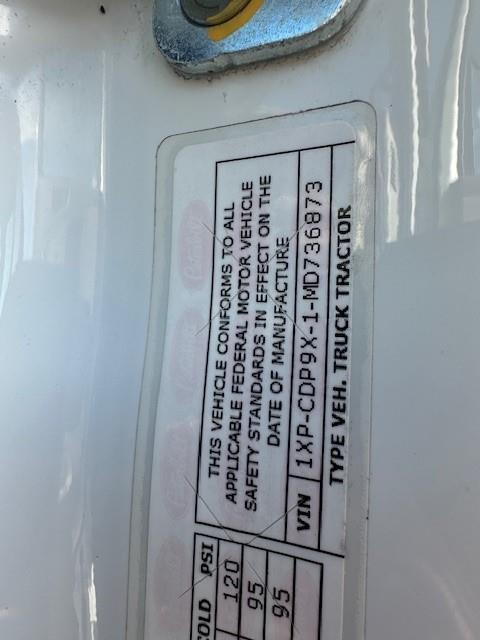 THIS VEHICLE CONFORMS TO ALL
APPLICABLE FEDERAL MOTOR VEHICLE
SAFETY STANDARDS IN EFFECT ON THE
DATE OF MANUFACTURE
VIN 1XP-CDP9X-1-MD736873
TYPE VEH. TRUCK TRACTOR
COLD PSI
120
95
95